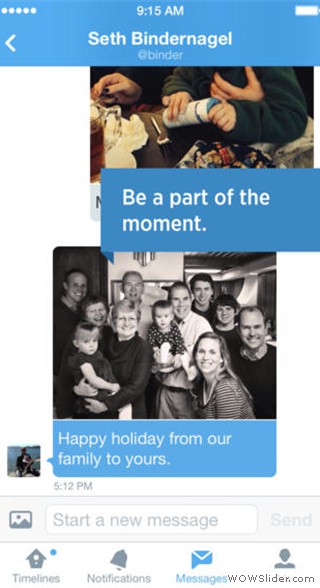 9:15 AM
Seth Bindernagel
@binder
Be a part of the
moment.
Happy holiday from our
family to yours.
5:12 PM
Start a new message
Send
Timelines
Notifications
Messages
WOWSlider.com